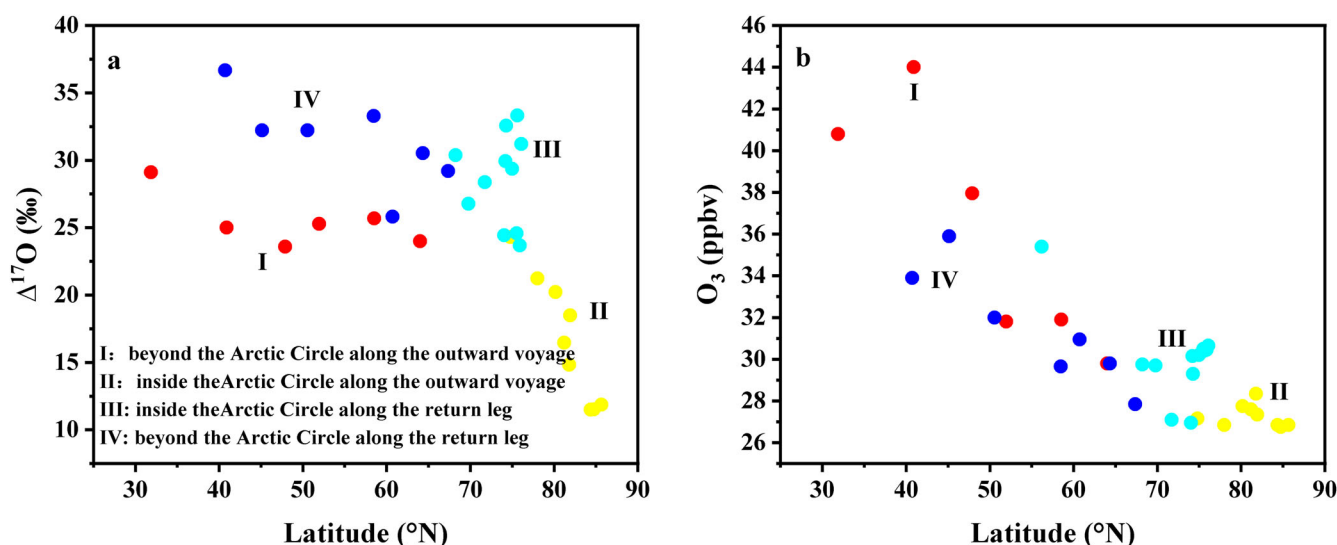 a
40
35
30
25
20
15
10
Δ¹⁷O (‰)
IV
III
I
II
I: beyond the Arctic Circle along the outward voyage
II: inside theArctic Circle along the outward voyage
III: inside theArctic Circle along the return leg
IV: beyond the Arctic Circle along the return leg
30 40 50 60 70 80 90
Latitude (°N)
b
46
44
42
40
38
36
34
32
30
28
26
O₃ (ppbv)
I
IV
III
II
30 40 50 60 70 80 90
Latitude (°N)